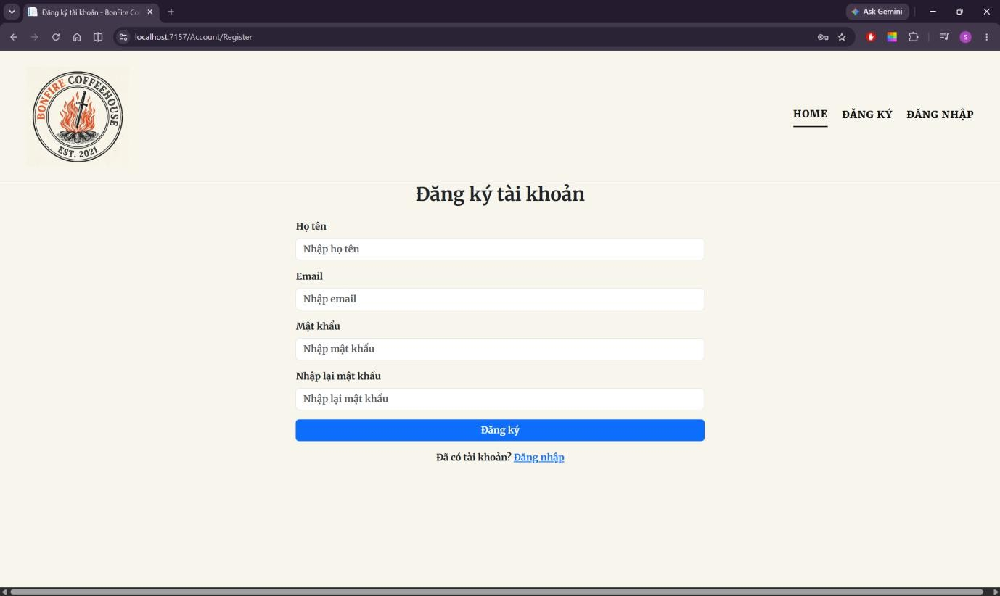 Đăng ký tài khoản - BonFire Co
Ask Gemini
localhost:7157/Account/Register
S
BONFIRE COFFEEHOUSE
EST. 2021
HOME ĐĂNG KÝ ĐĂNG NHẬP
Đăng ký tài khoản
Họ tên
Nhập họ tên
Email
Nhập email
Mật khẩu
Nhập mật khẩu
Nhập lại mật khẩu
Nhập lại mật khẩu
Đăng ký
Đã có tài khoản? Đăng nhập